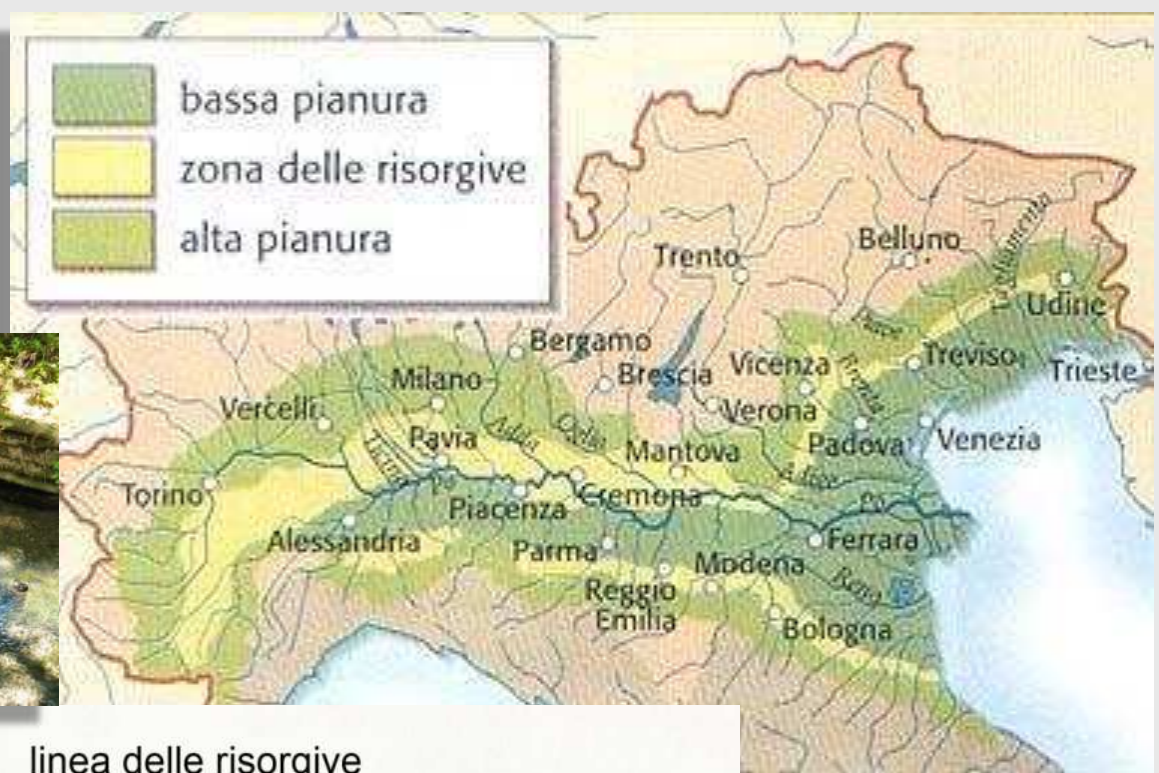 bassa pianura
zona delle risorgive
alta pianura
Trento
Belluno
Tagliamento
Udine
Bergamo
Piave
Milano
Brescia
Vicenza
Brenta
Treviso
Trieste
Vercelli
Verona
Ticino
Pavia
Adda
Oglio
Mantova
Padova
Venezia
Torino
Po
Cremona
Adige
Po
Piacenza
Alessandria
Parma
Modena
Ferrara
Reggio
Emilia
Reno
Bologna
linea delle risorgive